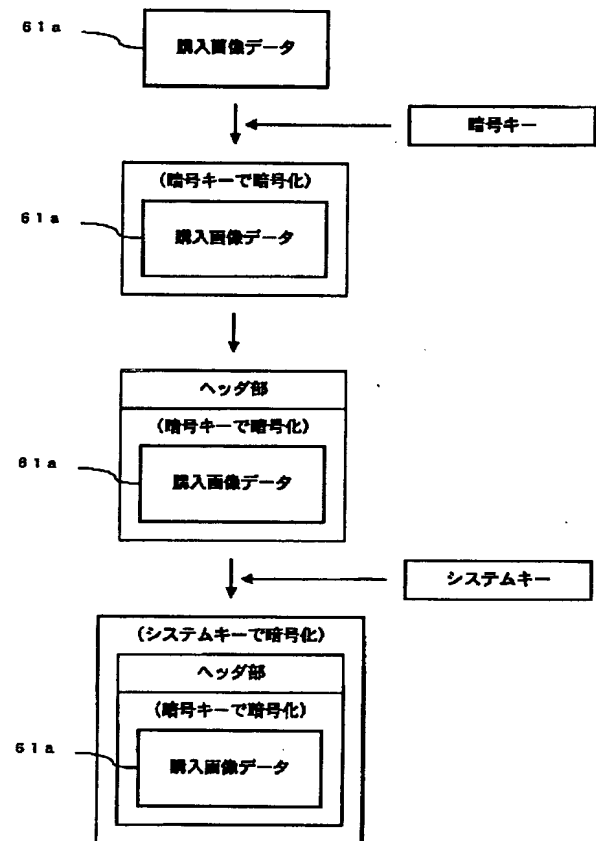 61a
購入画像データ
暗号キー
(暗号キーで暗号化)
61a
購入画像データ
ヘッダ部
(暗号キーで暗号化)
61a
購入画像データ
システムキー
(システムキーで暗号化)
ヘッダ部
(暗号キーで暗号化)
61a
購入画像データ